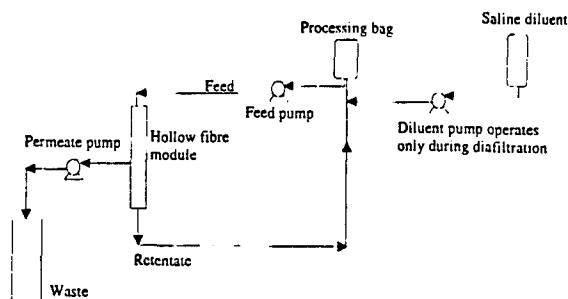 Saline diluent
Processing bag
Feed
Feed pump
Diluent pump operates
only during diafiltration
Permeate pump
Hollow fibre
module
Retentate
Waste